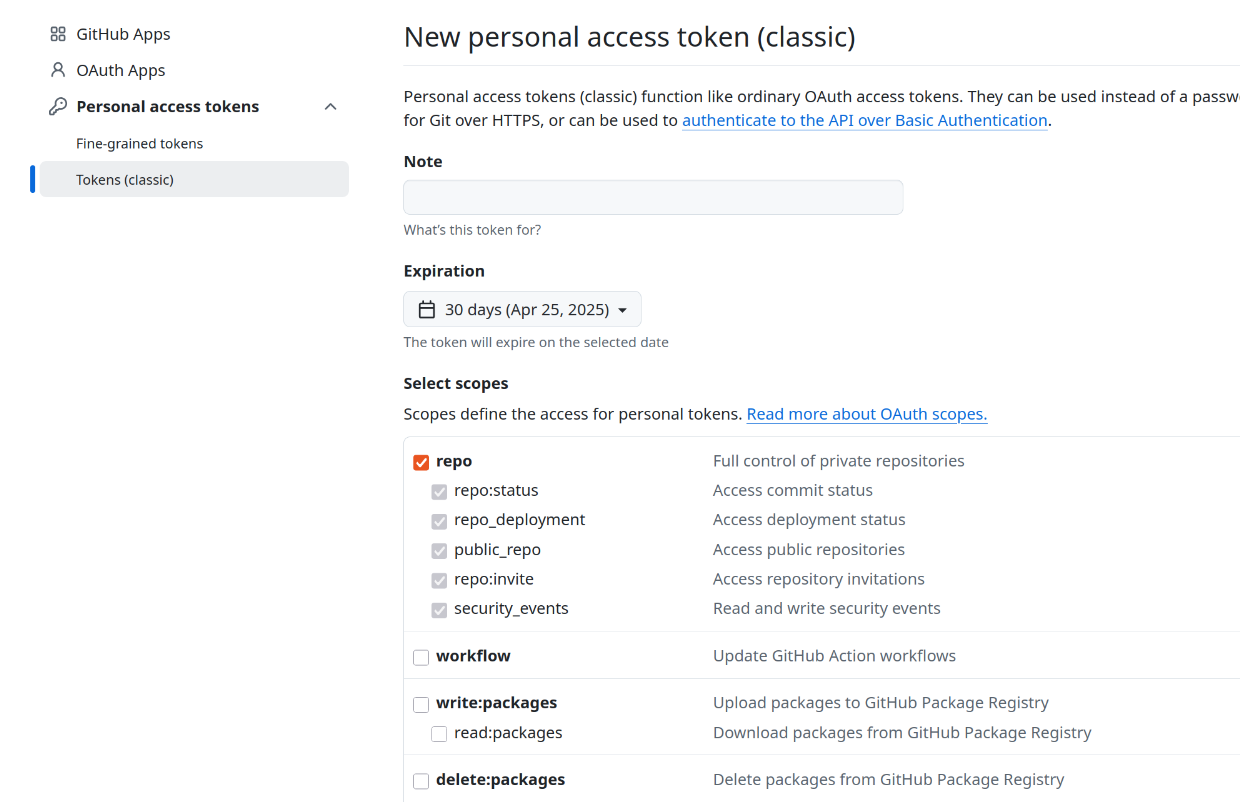 GitHub Apps
OAuth Apps
Personal access tokens
Fine-grained tokens
Tokens (classic)
New personal access token (classic)
Personal access tokens (classic) function like ordinary OAuth access tokens. They can be used instead of a
for Git over HTTPS, or can be used to authenticate to the API over Basic Authentication.
Note
What's this token for?
Expiration
30 days (Apr 25, 2025)
The token will expire on the selected date
Select scopes
Scopes define the access for personal tokens. Read more about OAuth scopes.
repo Full control of private repositories
repo:status Access commit status
repo_deployment Access deployment status
public_repo Access public repositories
repo:invite Access repository invitations
security_events Read and write security events
workflow Update GitHub Action workflows
write:packages Upload packages to GitHub Package Registry
read:packages Download packages from GitHub Package Registry
delete:packages Delete packages from GitHub Package Registry